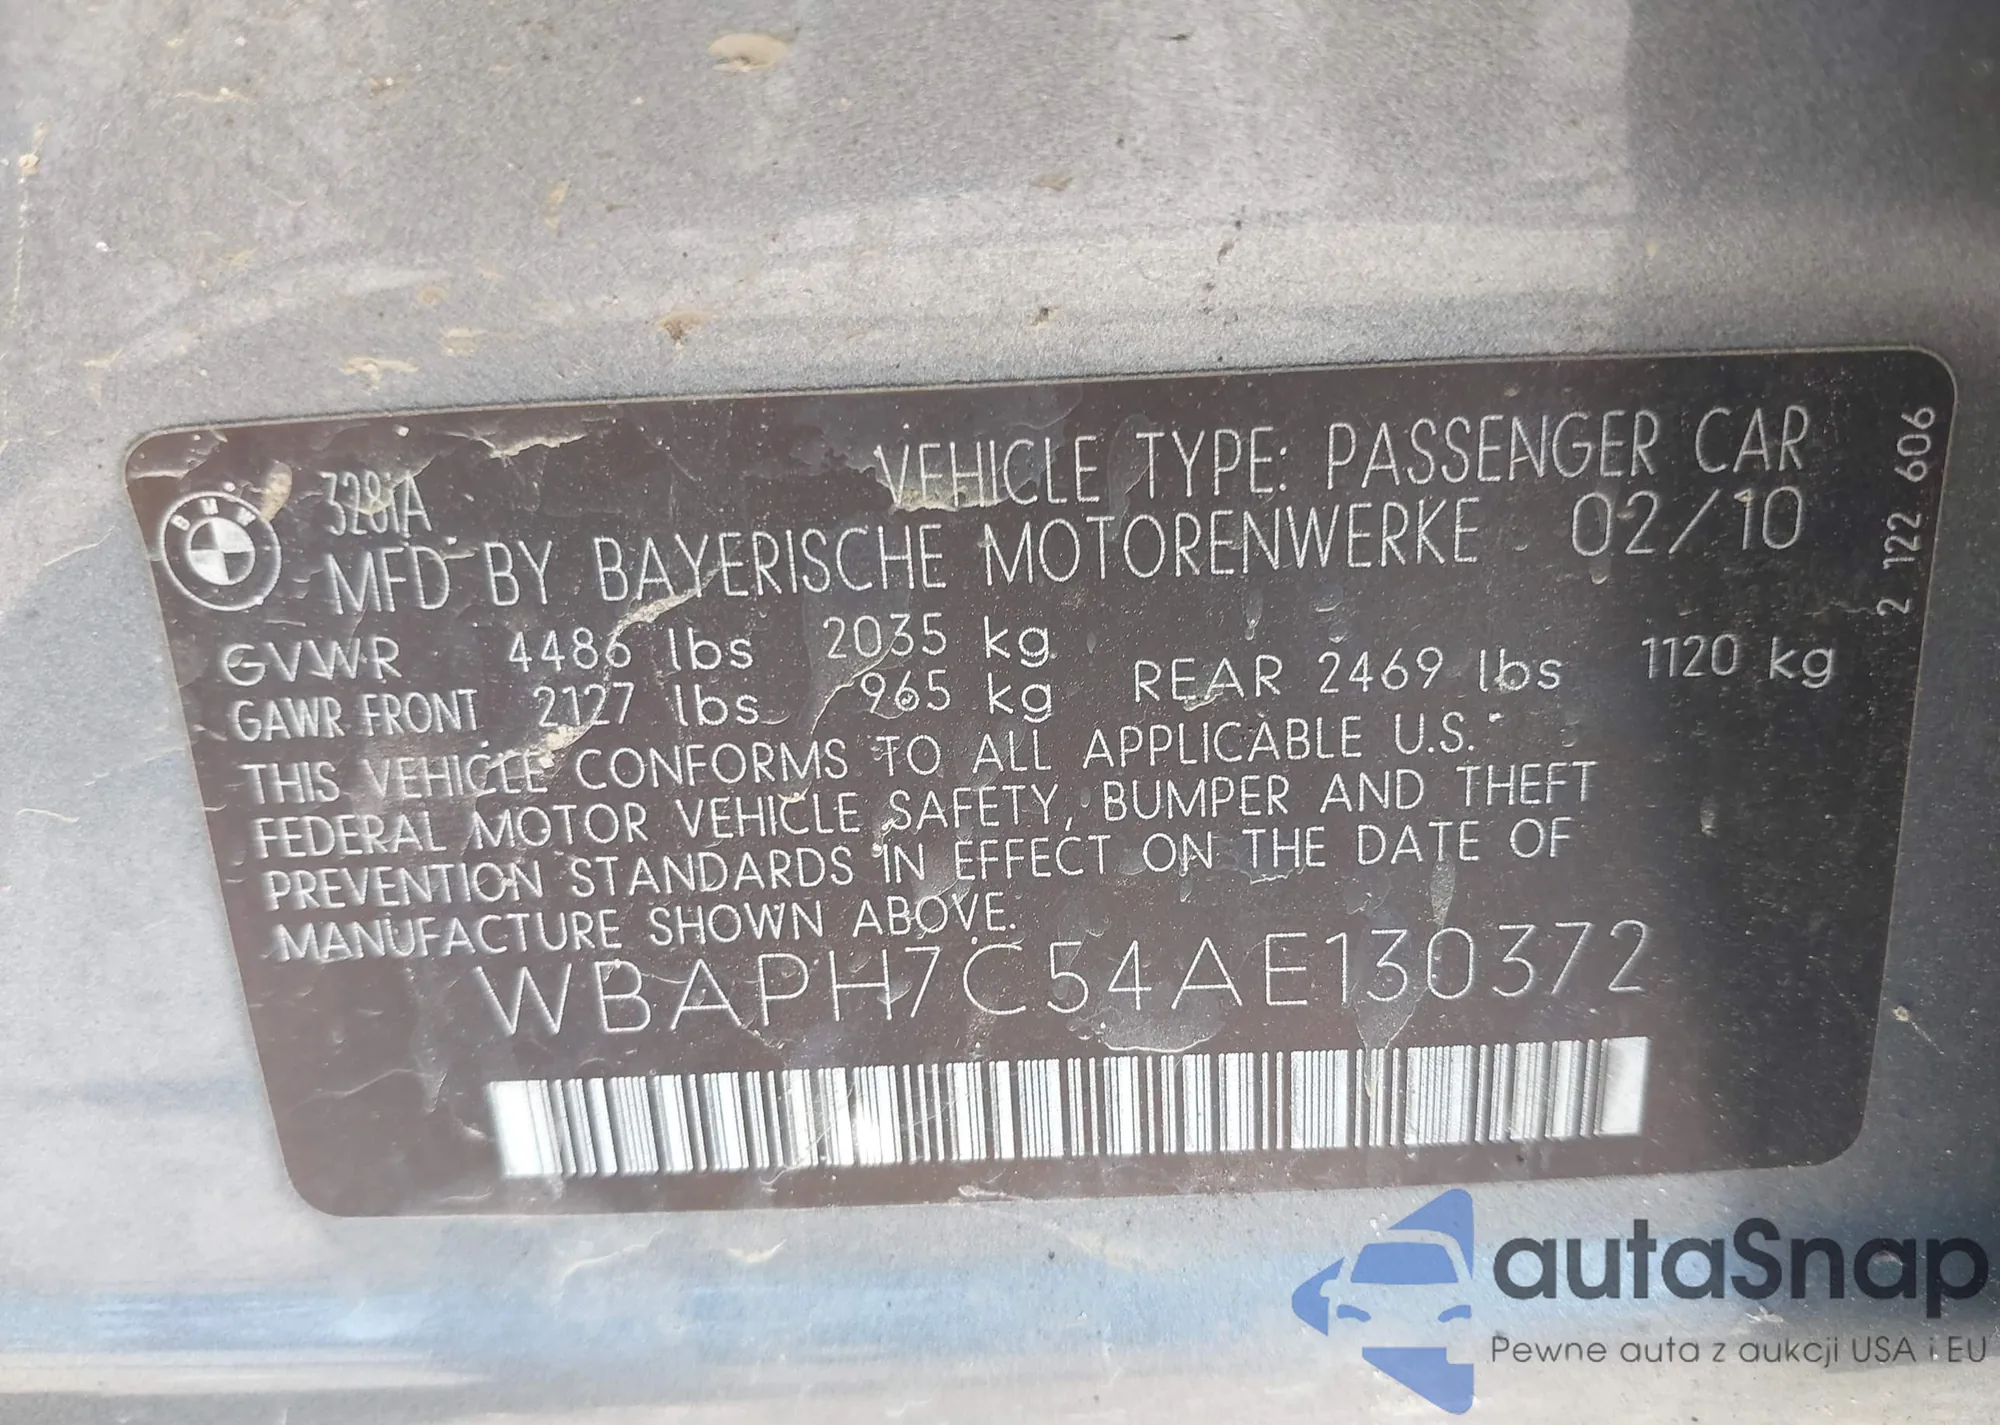 BMW
328IA
VEHICLE TYPE: PASSENGER CAR
MFD BY BAYERISCHE MOTORENWERKE 02/10
GVWR 4486 lbs 2035 kg
GAWR FRONT 2127 lbs 965 kg REAR 2469 lbs 1120 kg
THIS VEHICLE CONFORMS TO ALL APPLICABLE U.S.
FEDERAL MOTOR VEHICLE SAFETY, BUMPER AND THEFT
PREVENTION STANDARDS IN EFFECT ON THE DATE OF
MANUFACTURE SHOWN ABOVE.
WBAPH7C54AE130372
2 122 606
autaSnap
Pewne auta z aukcji USA i EU